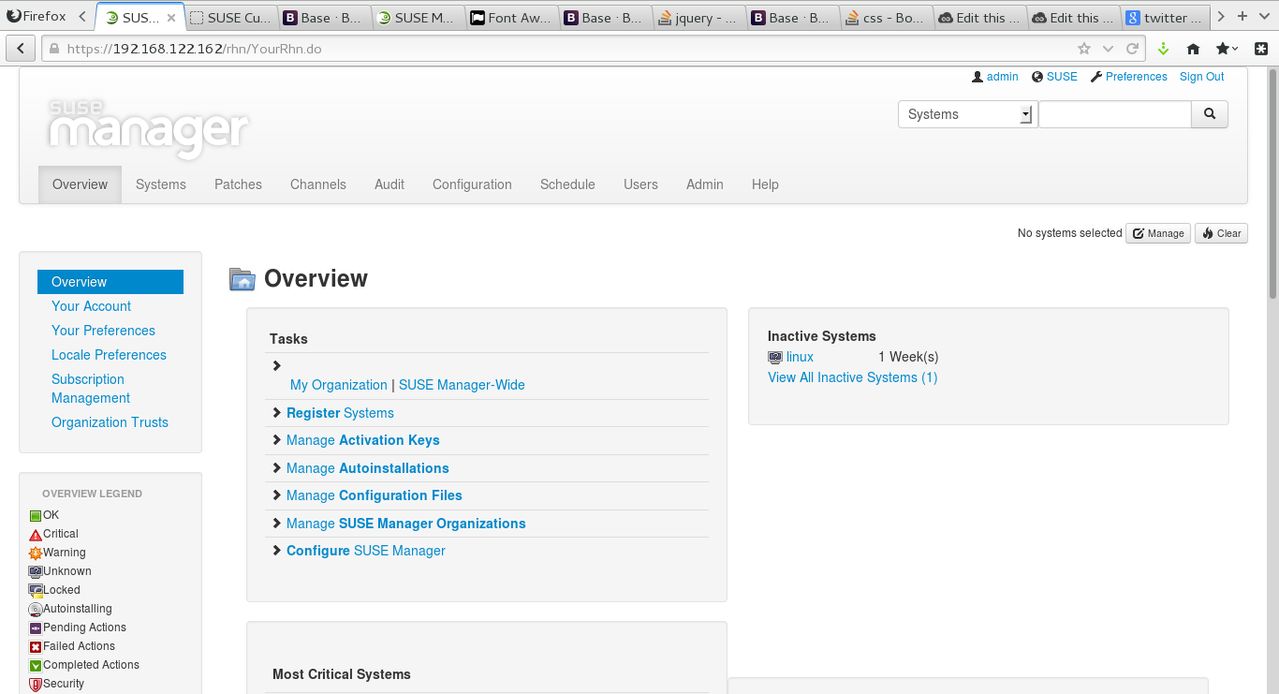 Firefox
SUS... SUSE Cu... Base · B... SUSE M... Font Aw... Base · B... jquery - ... Base · B... css - Bo... Edit this ... Edit this ... twitter ...
https://192.168.122.162/rhn/YourRhn.do
admin SUSE Preferences Sign Out
suse
manager
Systems
Overview Systems Patches Channels Audit Configuration Schedule Users Admin Help
No systems selected Manage Clear
Overview
Your Account
Your Preferences
Locale Preferences
Subscription
Management
Organization Trusts
OVERVIEW LEGEND
OK
Critical
Warning
Unknown
Locked
Autoinstalling
Pending Actions
Failed Actions
Completed Actions
Security
Overview
Tasks
My Organization | SUSE Manager-Wide
Register Systems
Manage Activation Keys
Manage Autoinstallations
Manage Configuration Files
Manage SUSE Manager Organizations
Configure SUSE Manager
Most Critical Systems
Inactive Systems
linux 1 Week(s)
View All Inactive Systems (1)